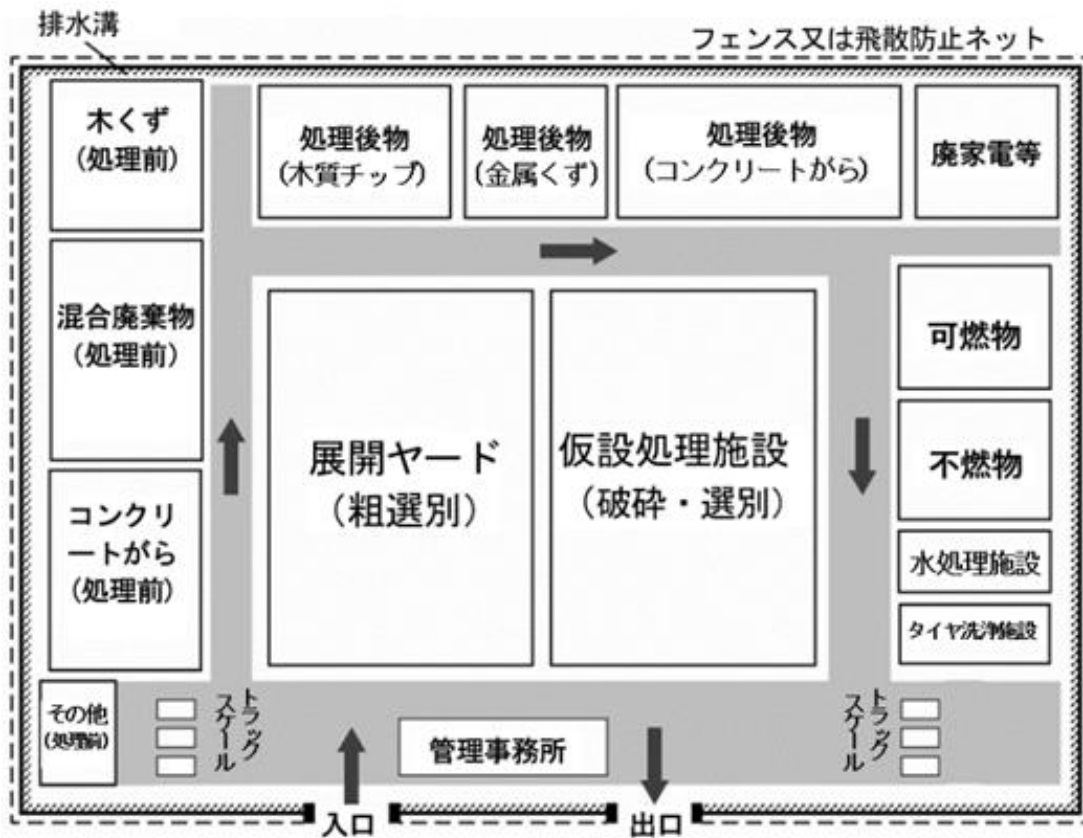 排水溝
フェンス又は飛散防止ネット
木くず
(処理前)
処理後物
(木質チップ)
処理後物
(金属くず)
処理後物
(コンクリートがら)
廃家電等
混合廃棄物
(処理前)
可燃物
展開ヤード
(粗選別)
仮設処理施設
(破砕・選別)
不燃物
コンクリ
ートがら
(処理前)
水処理施設
タイヤ洗浄施設
その他
(処理前)
トラック
スケール
管理事務所
トラック
スケール
入口
出口